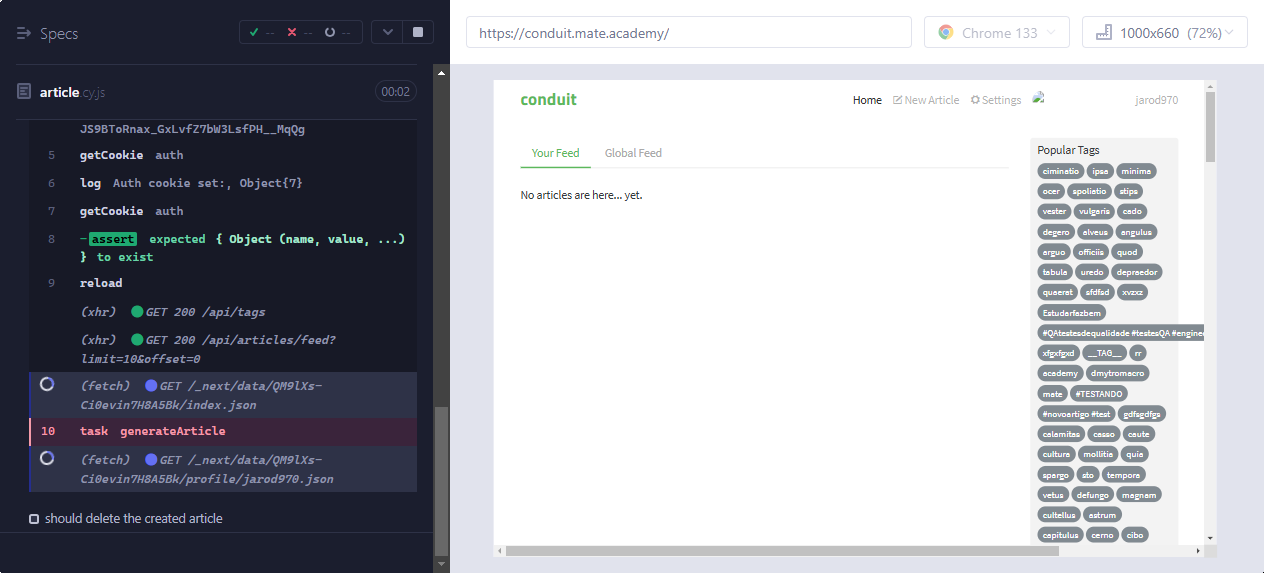 Specs
--
--
--
article.cy.js
00:02
JS9BToRnax_GxLvfZ7bW3LsfPH__MqQg
5 getCookie auth
6 log Auth cookie set:, Object{7}
7 getCookie auth
8 -assert expected { Object (name, value, ...)
} to exist
9 reload
(xhr) GET 200 /api/tags
(xhr) GET 200 /api/articles/feed?
limit=10&offset=0
(fetch) GET /_next/data/QM9lXs-
Ci0evin7H8A5Bk/index.json
10 task generateArticle
(fetch) GET /_next/data/QM9lXs-
Ci0evin7H8A5Bk/profile/jarod970.json
should delete the created article
https://conduit.mate.academy/
Chrome 133
1000x660 (72%)
conduit
Home New Article Settings jarod970
Your Feed Global Feed
No articles are here... yet.
Popular Tags
ciminatio ipsa minima
ocer spoliatio stips
vester vulgaris cado
degero alveus angulus
arguo officiis quod
tabula uredo depraedor
quaerat sfdfsd xvzxz
Estudarfazbem
#QAtestesdequalidade #testesQA #enginee
xfgxfgxd __TAG__ rr
academy dmytromacro
mate #TESTANDO
#novoartigo #test gdfsgdfgs
calamitas casso caute
cultura mollitia quia
spargo sto tempora
vetus defungo magnam
cultellus astrum
capitulus cerno cibo